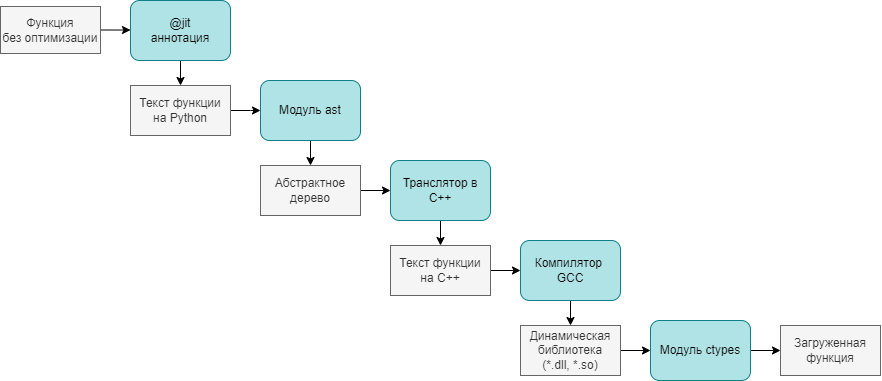 Функция
без оптимизации
@jit
аннотация
Текст функции
на Python
Модуль ast
Абстрактное
дерево
Транслятор в
C++
Текст функции
на C++
Компилятор
GCC
Динамическая
библиотека
(*.dll, *.so)
Модуль ctypes
Загруженная
функция